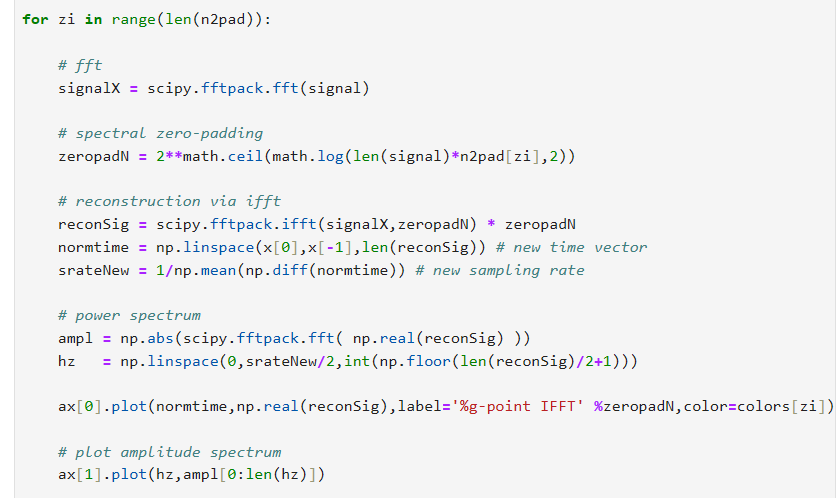 for zi in range(len(n2pad)):
# fft
signalX = scipy.fftpack.fft(signal)
# spectral zero-padding
zeropadN = 2**math.ceil(math.log(len(signal)*n2pad[zi],2))
# reconstruction via ifft
reconSig = scipy.fftpack.ifft(signalX,zeropadN) * zeropadN
normtime = np.linspace(x[0],x[-1],len(reconSig)) # new time vector
srateNew = 1/np.mean(np.diff(normtime)) # new sampling rate
# power spectrum
ampl = np.abs(scipy.fftpack.fft( np.real(reconSig) ))
hz   = np.linspace(0,srateNew/2,int(np.floor(len(reconSig)/2+1)))
ax[0].plot(normtime,np.real(reconSig),label='%g-point IFFT' %zeropadN,color=colors[zi])
# plot amplitude spectrum
ax[1].plot(hz,ampl[0:len(hz)])